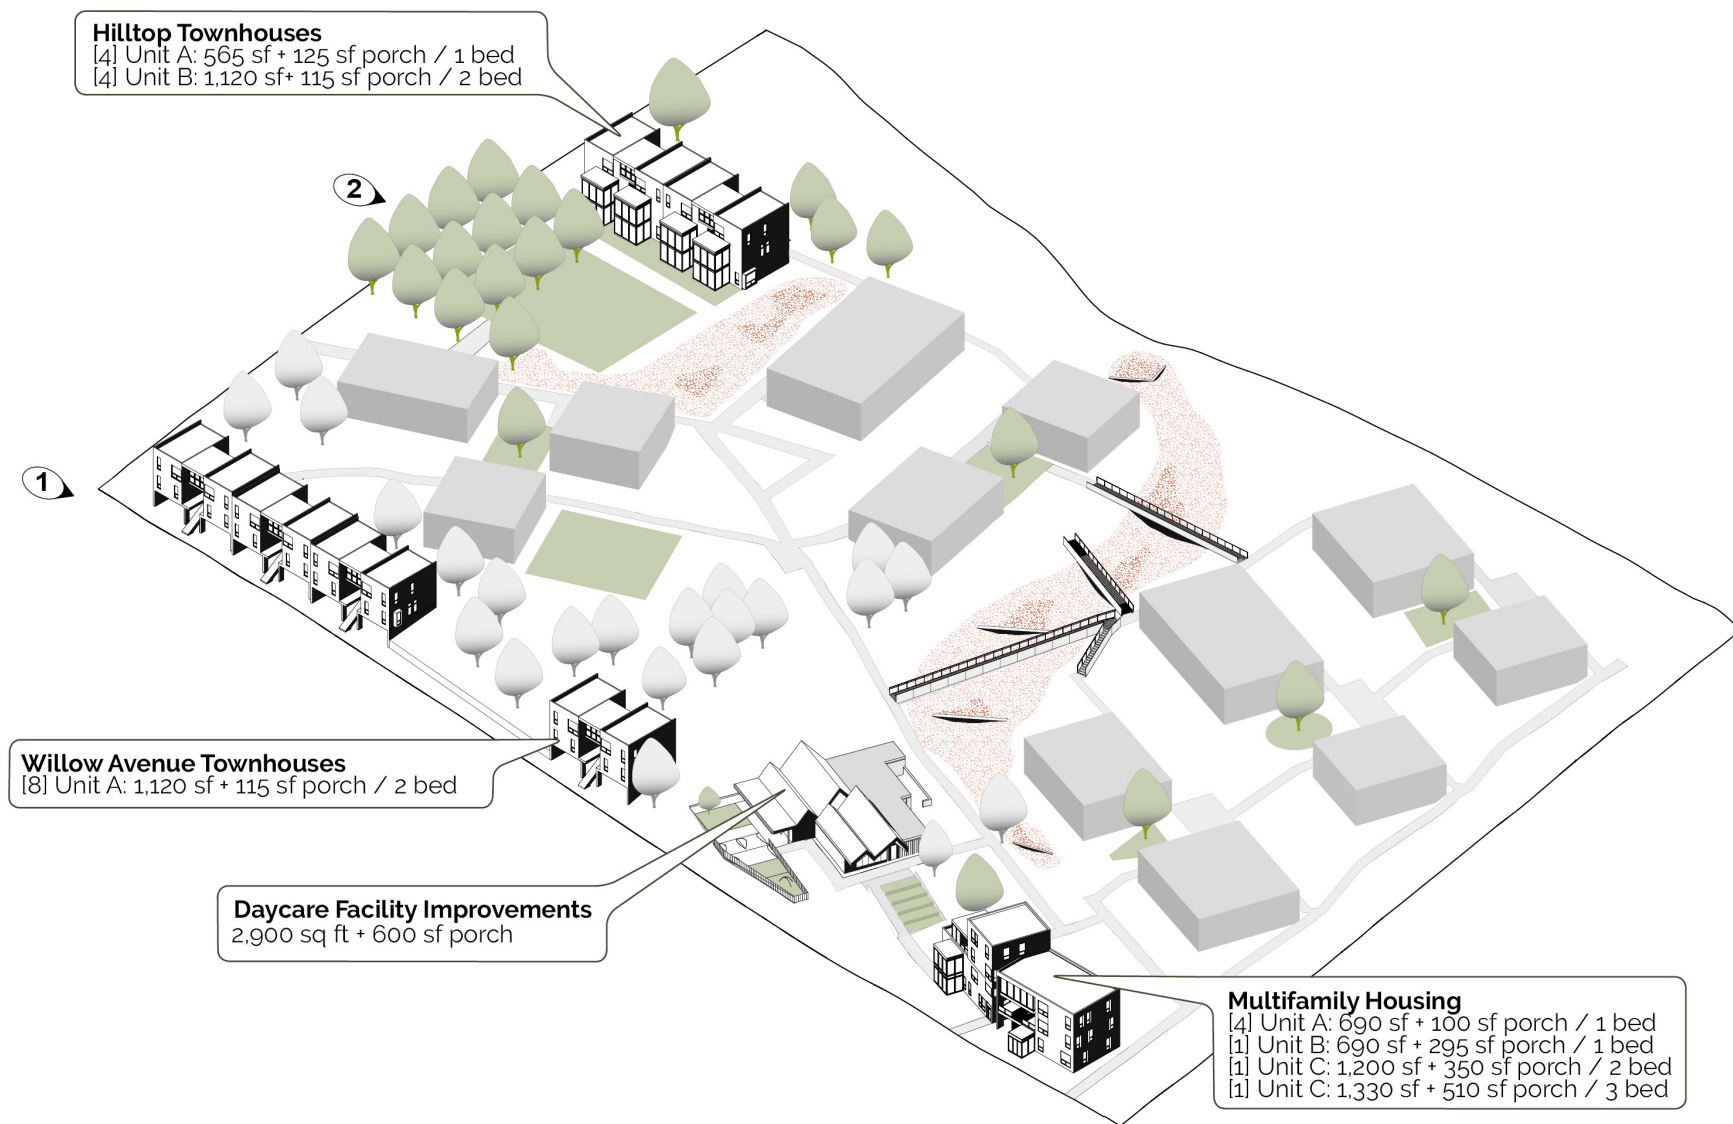 Hilltop Townhouses
[4] Unit A: 565 sf + 125 sf porch / 1 bed
[4] Unit B: 1,120 sf+ 115 sf porch / 2 bed
2
1
Willow Avenue Townhouses
[8] Unit A: 1,120 sf + 115 sf porch / 2 bed
Daycare Facility Improvements
2,900 sq ft + 600 sf porch
Multifamily Housing
[4] Unit A: 690 sf + 100 sf porch / 1 bed
[1] Unit B: 690 sf + 295 sf porch / 1 bed
[1] Unit C: 1,200 sf + 350 sf porch / 2 bed
[1] Unit C: 1,330 sf + 510 sf porch / 3 bed